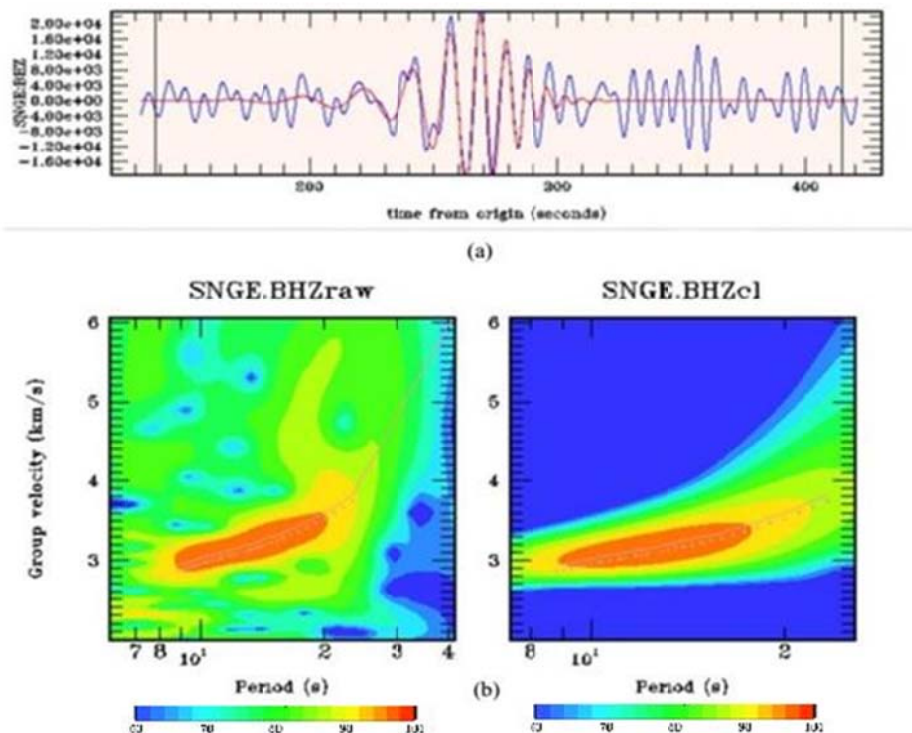 2.00e+04
1.60e+04
1.20e+04
8.00e+03
4.00e+03
0.00e+00
-4.00e+03
-8.00e+03
-1.20e+04
-1.60e+04
SNGE:BHZ
200 300 400
time from origin (seconds)
(a)
SNGE.BHZraw SNGE.BHZcl
Group velocity (km/s)
6 6
5 5
4 4
3 3
7 8 10¹ 2 3 4 8 10¹ 2
Period (s) (b) Period (s)
60 70 80 90 100 60 70 80 90 100